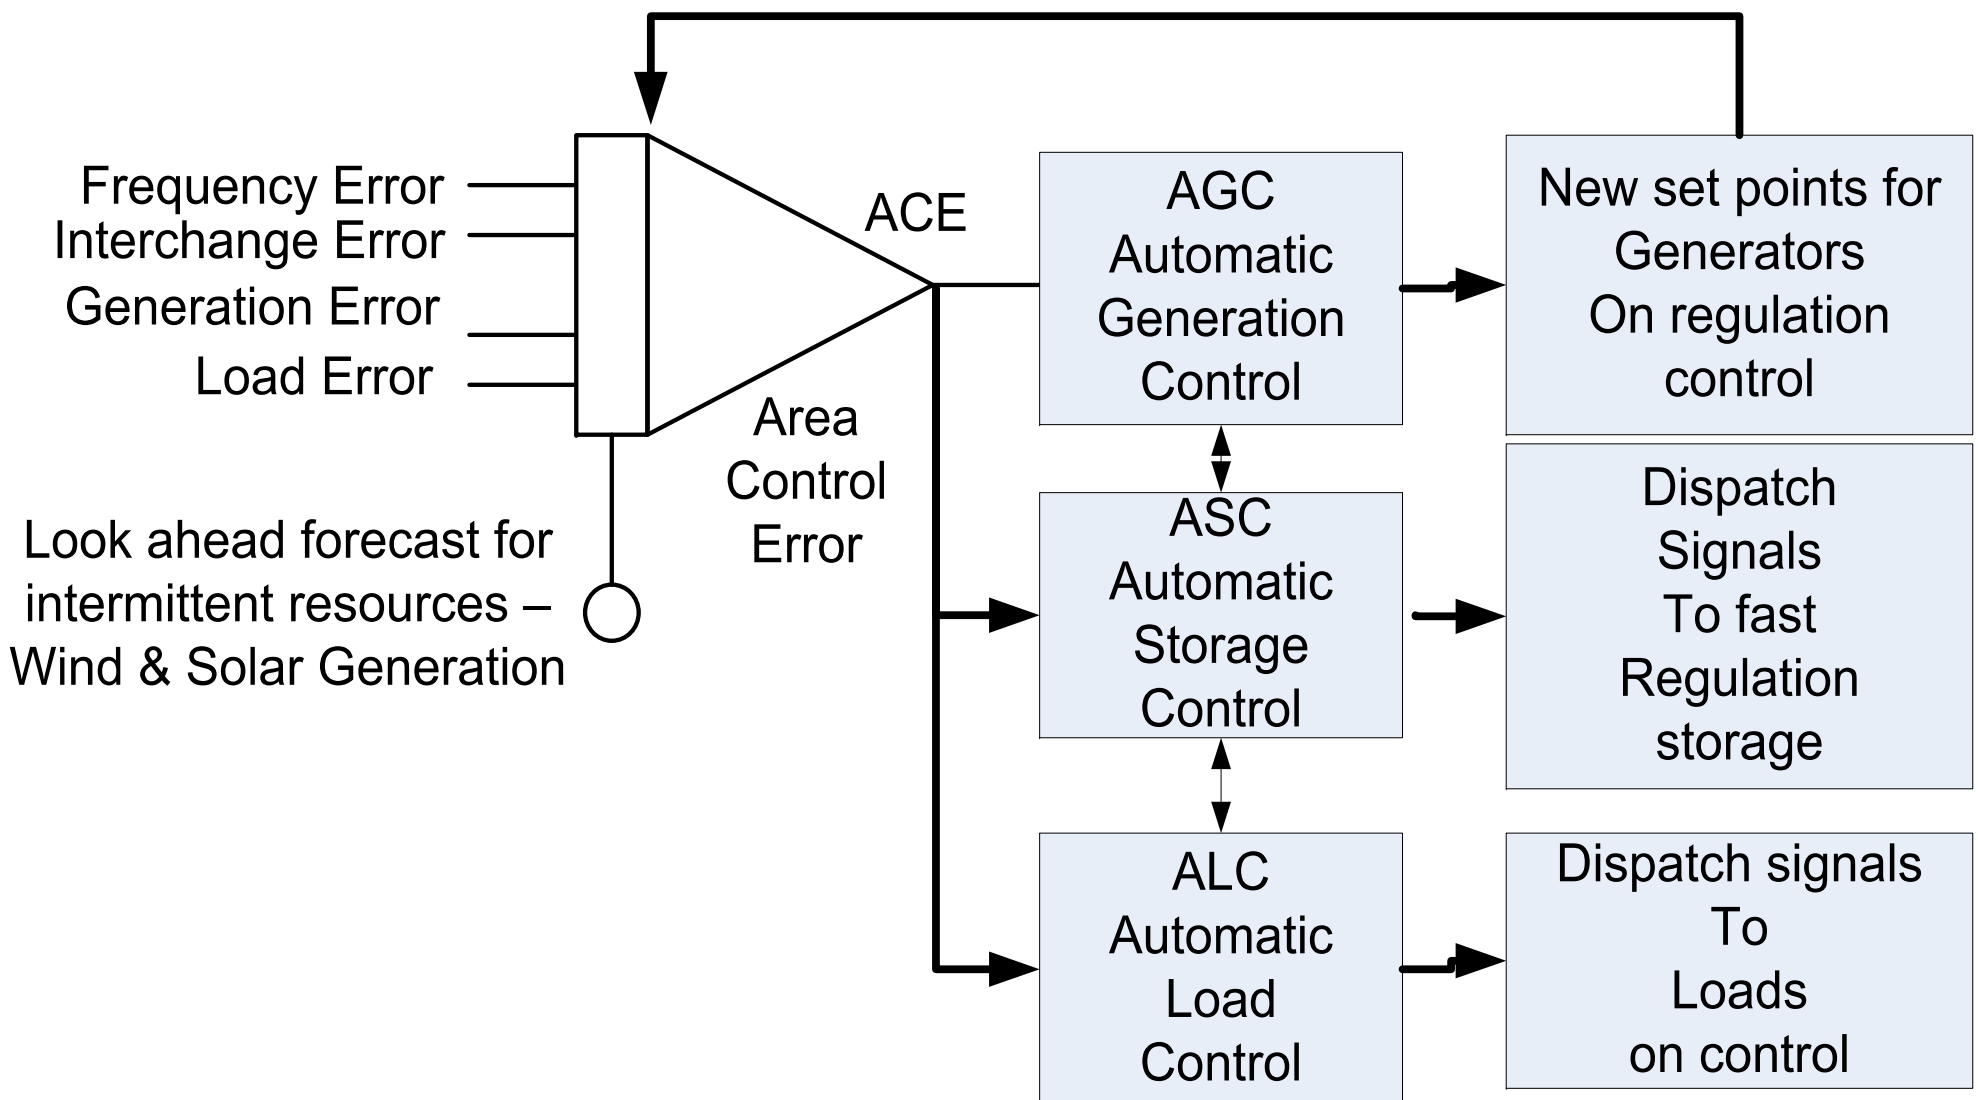 Frequency Error
Interchange Error
Generation Error
Load Error
Look ahead forecast for
intermittent resources –
Wind & Solar Generation
ACE
Area
Control
Error
AGC
Automatic
Generation
Control
New set points for
Generators
On regulation
control
ASC
Automatic
Storage
Control
Dispatch
Signals
To fast
Regulation
storage
ALC
Automatic
Load
Control
Dispatch signals
To
Loads
on control